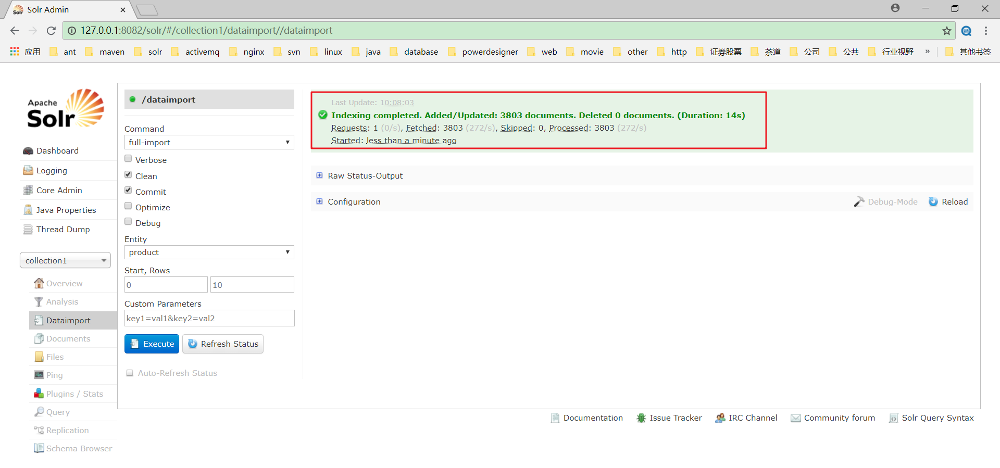 Solr Admin
127.0.0.1:8082/solr/#/collection1/dataimport//dataimport
应用 ant maven solr activemq nginx svn linux java database powerdesigner web movie other http 证券股票 茶道 公司 公共 行业视野 » 其他书签
Apache
Solr
Dashboard
Logging
Core Admin
Java Properties
Thread Dump
collection1
Overview
Analysis
Dataimport
Documents
Files
Ping
Plugins / Stats
Query
Replication
Schema Browser
/dataimport
Command
full-import
Verbose
Clean
Commit
Optimize
Debug
Entity
product
Start, Rows
0 10
Custom Parameters
key1=val1&key2=val2
Execute Refresh Status
Auto-Refresh Status
Last Update: 10:08:03
Indexing completed. Added/Updated: 3803 documents. Deleted 0 documents. (Duration: 14s)
Requests: 1 (0/s), Fetched: 3803 (272/s), Skipped: 0, Processed: 3803 (272/s)
Started: less than a minute ago
Raw Status-Output
Configuration Debug-Mode Reload
Documentation Issue Tracker IRC Channel Community forum Solr Query Syntax